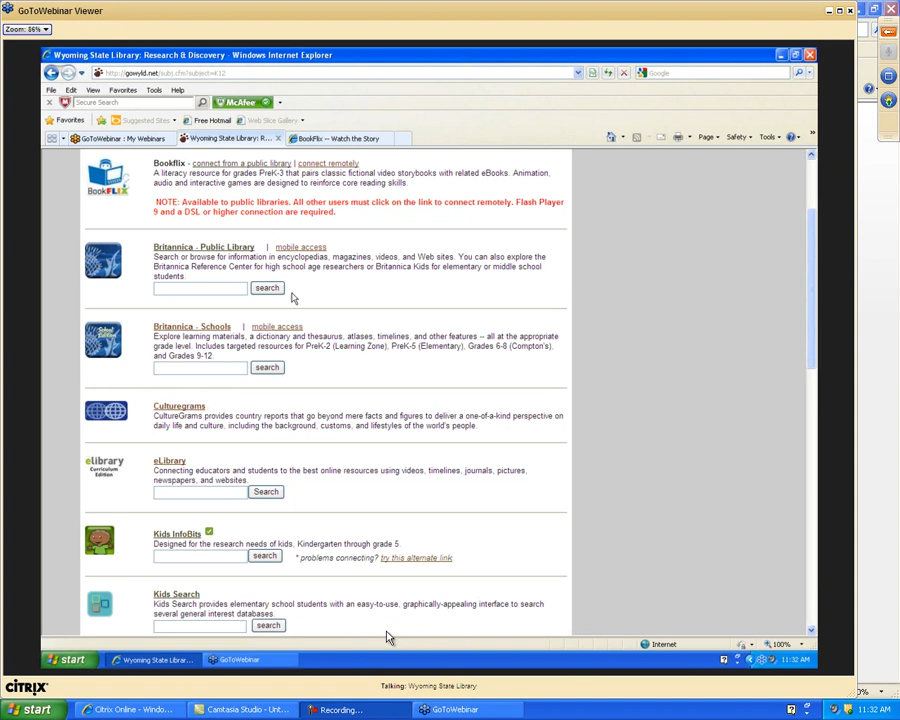 GoToWebinar Viewer
Zoom: 86%
Wyoming State Library: Research & Discovery - Windows Internet Explorer
http://gowyld.net/subj.cfm?subject=K12
Google
File Edit View Favorites Tools Help
Secure Search
McAfee
Favorites Suggested Sites Free Hotmail Web Slice Gallery
GoToWebinar : My Webinars Wyoming State Library: R... BookFlix -- Watch the Story Page Safety Tools
BOOKFLIX
Bookflix - connect from a public library | connect remotely
A literacy resource for grades PreK-3 that pairs classic fictional video storybooks with related eBooks. Animation,
audio and interactive games are designed to reinforce core reading skills.
NOTE: Available to public libraries. All other users must click on the link to connect remotely. Flash Player
9 and a DSL or higher connection are required.
Britannica - Public Library | mobile access
Search or browse for information in encyclopedias, magazines, videos, and Web sites. You can also explore the
Britannica Reference Center for high school age researchers or Britannica Kids for elementary or middle school
students
search
Britannica - Schools | mobile access
Explore learning materials, a dictionary and thesaurus, atlases, timelines, and other features -- all at the appropriate
grade level. Includes targeted resources for PreK-2 (Learning Zone), PreK-5 (Elementary), Grades 6-8 (Compton's),
and Grades 9-12.
search
Culturegrams
CultureGrams provides country reports that go beyond mere facts and figures to deliver a one-of-a-kind perspective on
daily life and culture, including the background, customs, and lifestyles of the world's people.
elibrary
Curriculum
Edition
eLibrary
Connecting educators and students to the best online resources using videos, timelines, journals, pictures,
newspapers, and websites.
Search
Kids InfoBits
Designed for the research needs of kids, Kindergarten through grade 5.
search * problems connecting? try this alternate link
Kids Search
Kids Search provides elementary school students with an easy-to-use, graphically-appealing interface to search
several general interest databases.
search
Internet 100%
start Wyoming State Librar... GoToWebinar 11:32 AM
CITRIX
Talking: Wyoming State Library
0%
start Citrix Online - Windo... Camtasia Studio - Unt... Recording... GoToWebinar 11:32 AM